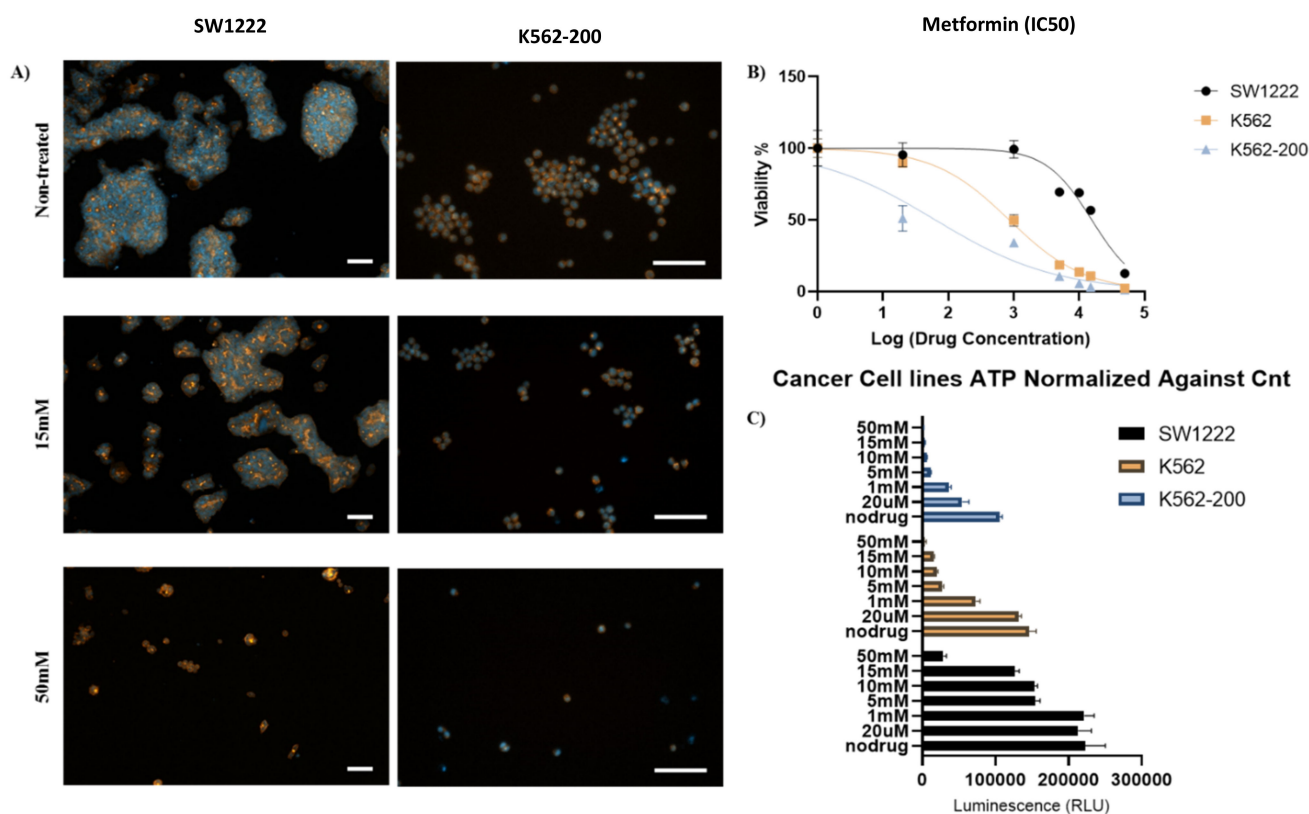 SW1222
K562-200
Metformin (IC50)
A)
Non-treated
15mM
50mM
B)
150
100
50
0
Viability %
0 1 2 3 4 5
Log (Drug Concentration)
SW1222
K562
K562-200
Cancer Cell lines ATP Normalized Against Cnt
C)
50mM
15mM
10mM
5mM
1mM
20uM
nodrug
50mM
15mM
10mM
5mM
1mM
20uM
nodrug
50mM
15mM
10mM
5mM
1mM
20uM
nodrug
SW1222
K562
K562-200
0 100000 200000 300000
Luminescence (RLU)